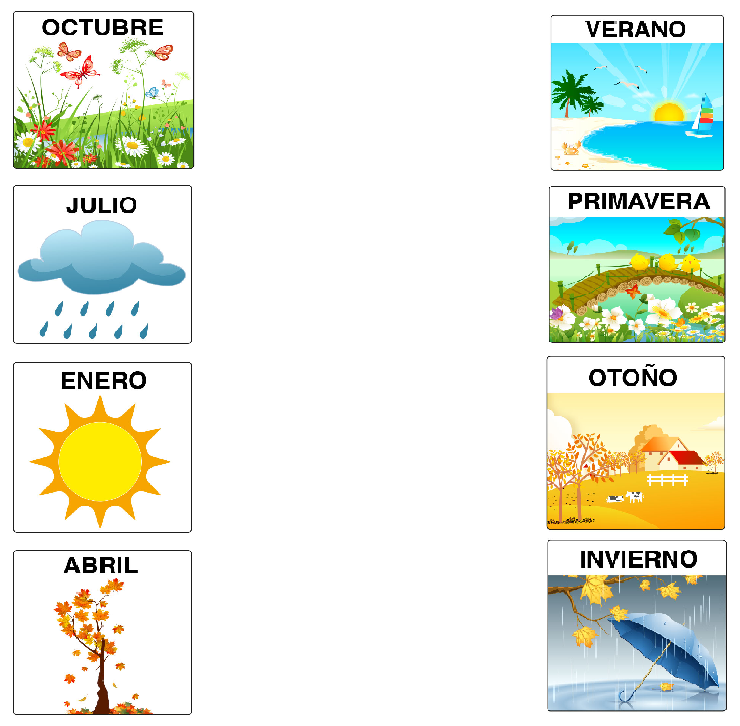 OCTUBRE
VERANO
JULIO
PRIMAVERA
ENERO
OTOÑO
ABRIL
INVIERNO